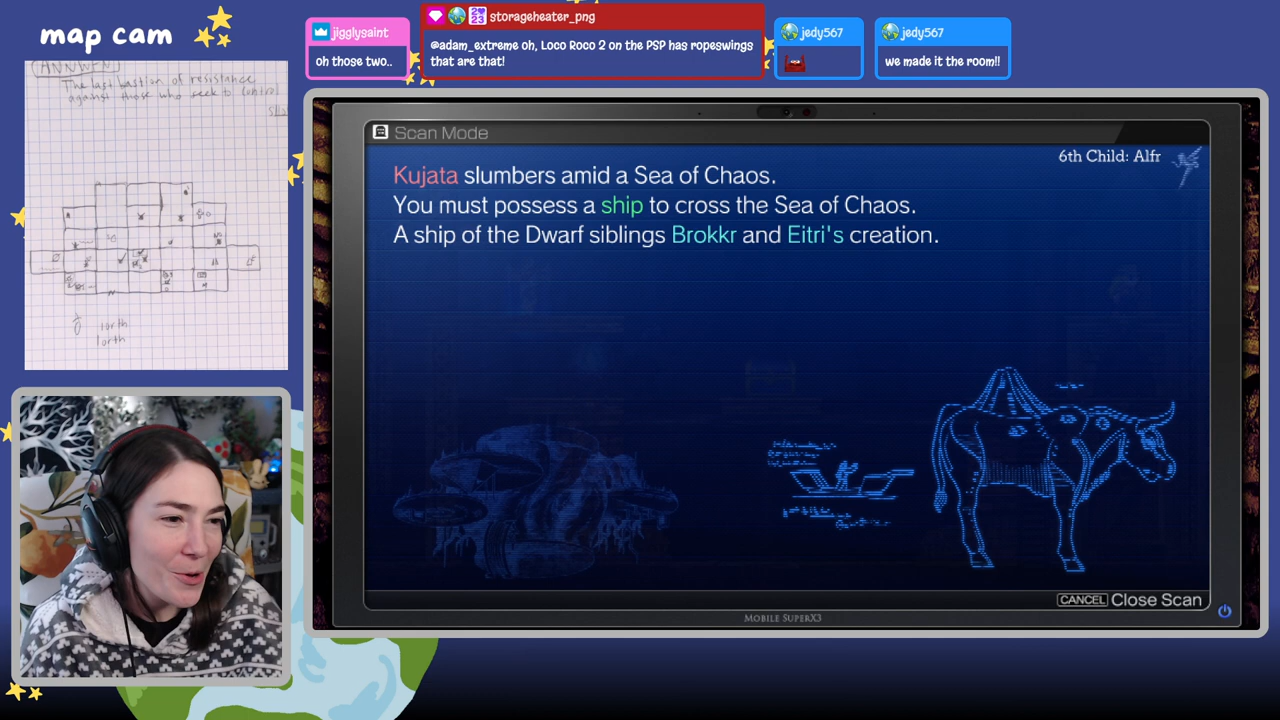 map cam
The last bastion of resistance
against those who seek to control
jigglysaint
oh those two..
2023
storageheater_png
@adam_extreme oh, Loco Roco 2 on the PSP has ropeswings
that are that!
jedy567
jedy567
we made it the room!!
Scan Mode
6th Child: Alfr
Kujata slumbers amid a Sea of Chaos.
You must possess a ship to cross the Sea of Chaos.
A ship of the Dwarf siblings Brokkr and Eitri's creation.
CANCEL Close Scan
MOBILE SUPERX3